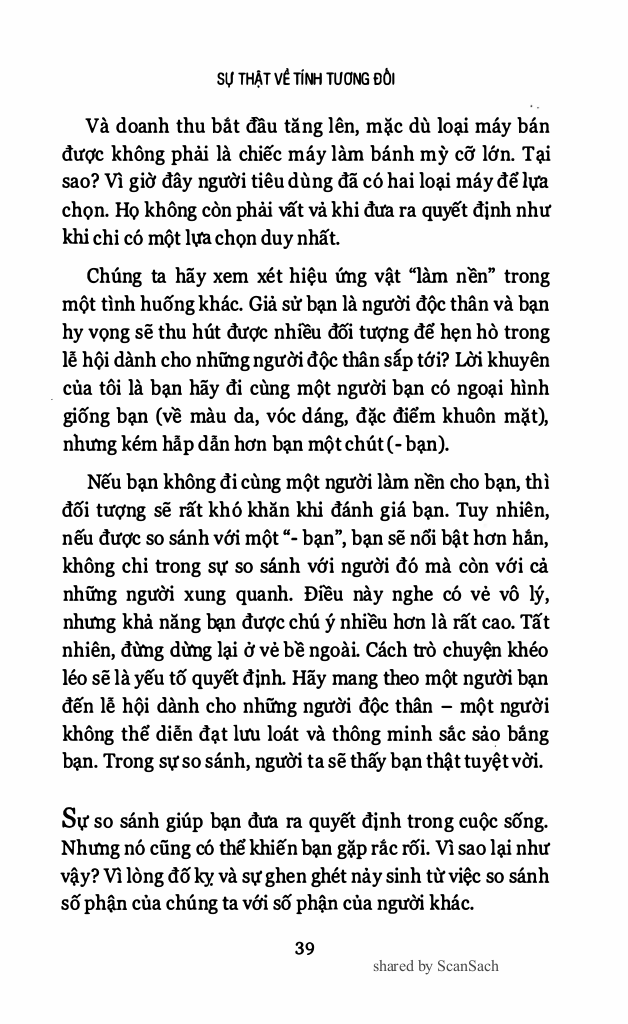 SỰ THẬT VỀ TÍNH TƯƠNG ĐỐI
Và doanh thu bắt đầu tăng lên, mặc dù loại máy bán
được không phải là chiếc máy làm bánh mỳ cỡ lớn. Tại
sao? Vì giờ đây người tiêu dùng đã có hai loại máy để lựa
chọn. Họ không còn phải vất vả khi đưa ra quyết định như
khi chỉ có một lựa chọn duy nhất.
Chúng ta hãy xem xét hiệu ứng vật “làm nền” trong
một tình huống khác. Giả sử bạn là người độc thân và bạn
hy vọng sẽ thu hút được nhiều đối tượng để hẹn hò trong
lễ hội dành cho những người độc thân sắp tới? Lời khuyên
của tôi là bạn hãy đi cùng một người bạn có ngoại hình
giống bạn (về màu da, vóc dáng, đặc điểm khuôn mặt),
nhưng kém hấp dẫn hơn bạn một chút (- bạn).
Nếu bạn không đi cùng một người làm nền cho bạn, thì
đối tượng sẽ rất khó khăn khi đánh giá bạn. Tuy nhiên,
nếu được so sánh với một “- bạn”, bạn sẽ nổi bật hơn hẳn,
không chỉ trong sự so sánh với người đó mà còn với cả
những người xung quanh. Điều này nghe có vẻ vô lý,
nhưng khả năng bạn được chú ý nhiều hơn là rất cao. Tất
nhiên, đừng dừng lại ở vẻ bề ngoài. Cách trò chuyện khéo
léo sẽ là yếu tố quyết định. Hãy mang theo một người bạn
đến lễ hội dành cho những người độc thân – một người
không thể diễn đạt lưu loát và thông minh sắc sảo bằng
bạn. Trong sự so sánh, người ta sẽ thấy bạn thật tuyệt vời.
Sự so sánh giúp bạn đưa ra quyết định trong cuộc sống.
Nhưng nó cũng có thể khiến bạn gặp rắc rối. Vì sao lại như
vậy? Vì lòng đố kỵ và sự ghen ghét nảy sinh từ việc so sánh
số phận của chúng ta với số phận của người khác.
39
shared by ScanSach